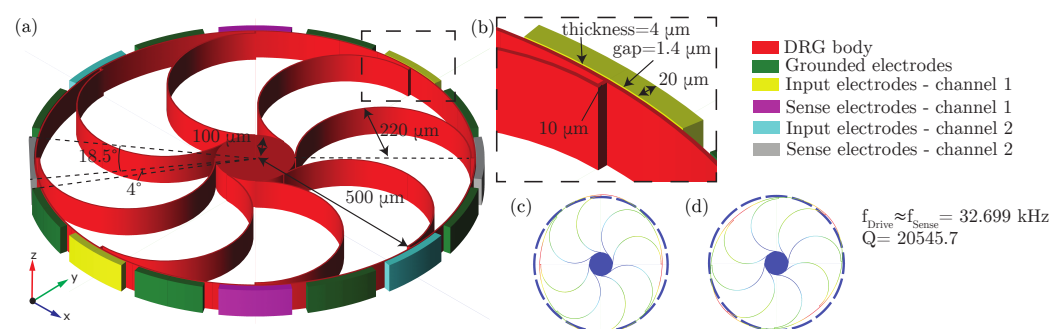 (a)
100 μm
220 μm
18.5°
4°
500 μm
z
y
x
(b)
thickness=4 μm
gap=1.4 μm
20 μm
10 μm
DRG body
Grounded electrodes
Input electrodes - channel 1
Sense electrodes - channel 1
Input electrodes - channel 2
Sense electrodes - channel 2
(c)
(d)
f_Drive≈f_Sense= 32.699 kHz
Q= 20545.7